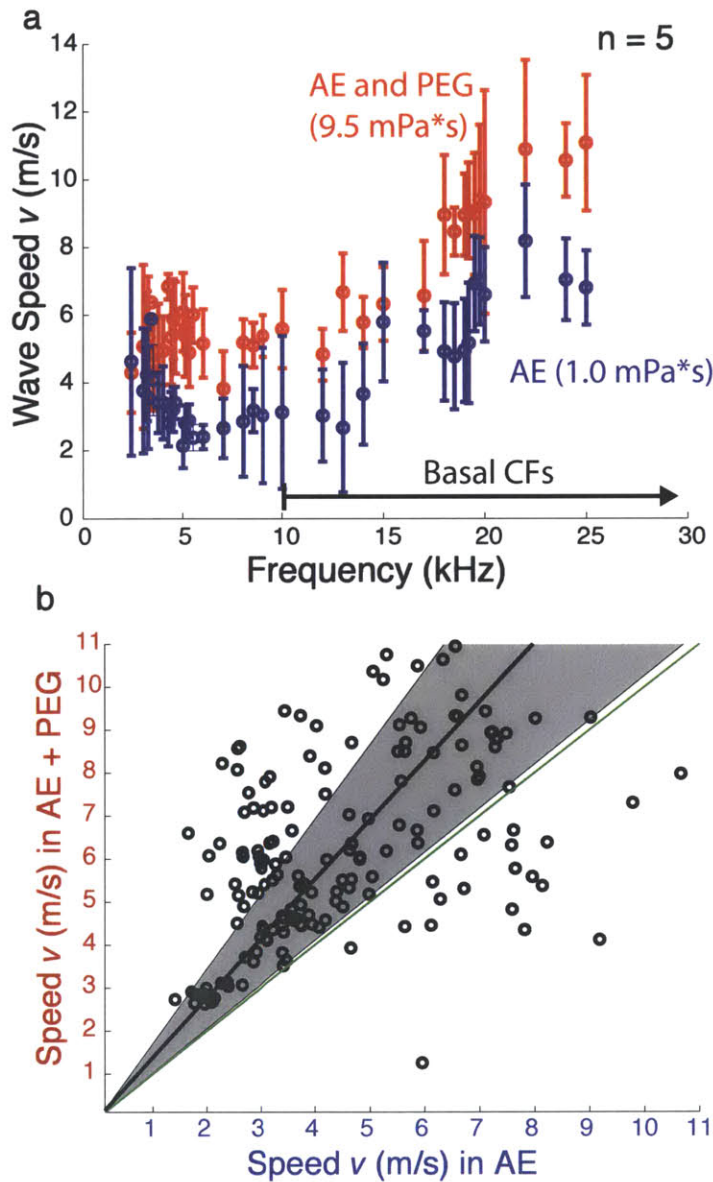 a
n = 5
14
12
10
8
6
4
2
0
Wave Speed v (m/s)
AE and PEG
(9.5 mPa*s)
AE (1.0 mPa*s)
Basal CFs
0 5 10 15 20 25 30
Frequency (kHz)
b
11
10
9
8
7
6
5
4
3
2
1
Speed v (m/s) in AE + PEG
1 2 3 4 5 6 7 8 9 10 11
Speed v (m/s) in AE